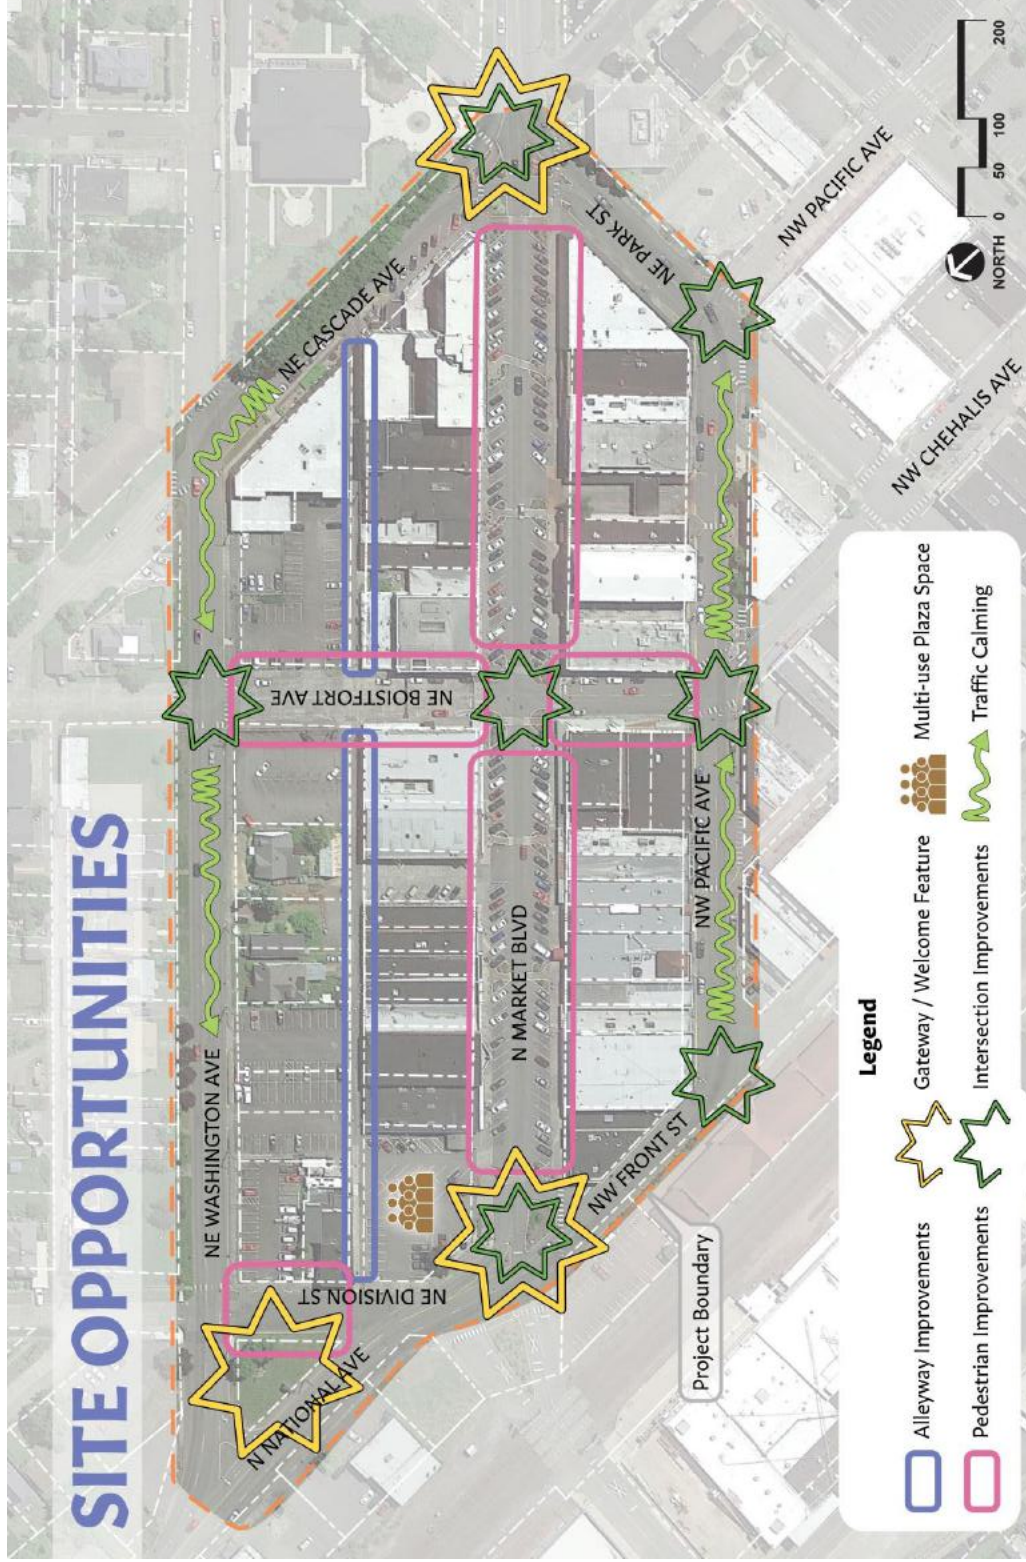 SITE OPPORTUNITIES
NE WASHINGTON AVE
NE CASCADE AVE
N NATIONAL AVE
NE DIVISION ST
NE BOISTFORT AVE
N MARKET BLVD
NE PARK ST
NW FRONT ST
NW PACIFIC AVE
NW PACIFIC AVE
NW CHEHALIS AVE
Project Boundary
Legend
Alleyway Improvements
Gateway / Welcome Feature
Multi-use Plaza Space
Pedestrian Improvements
Intersection Improvements
Traffic Calming
NORTH
0 50 100 200